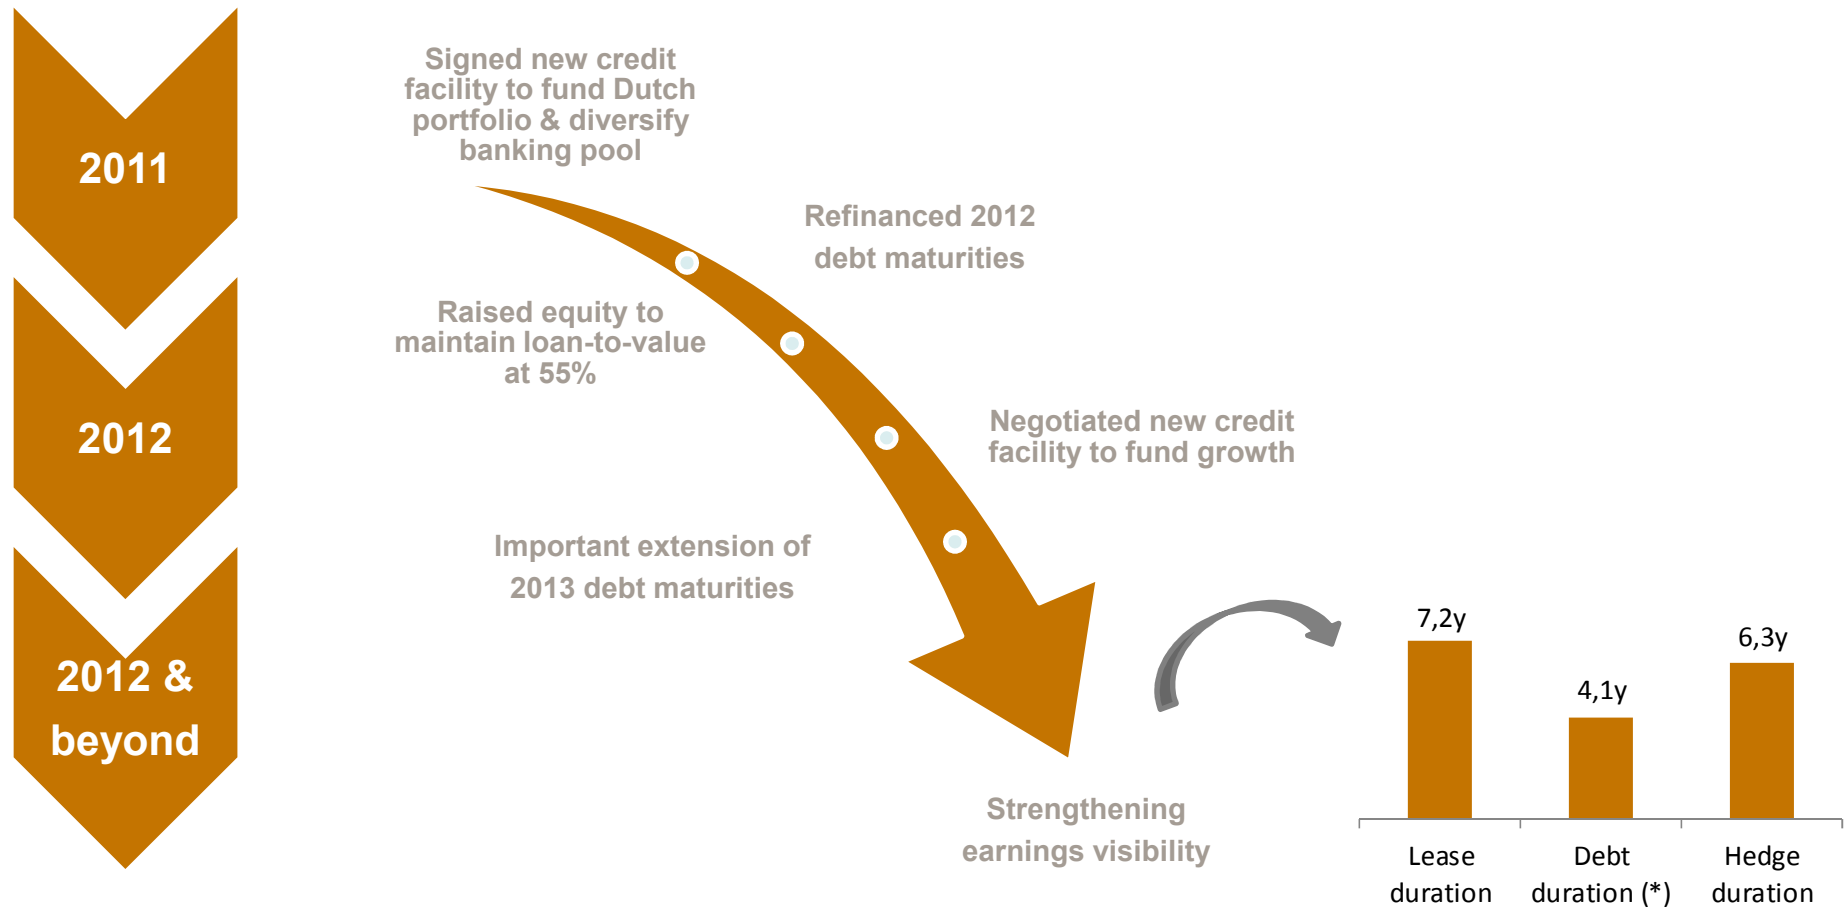 2011
2012
2012 &
beyond
Signed new credit
facility to fund Dutch
portfolio & diversify
banking pool
Refinanced 2012
debt maturities
Raised equity to
maintain loan-to-value
at 55%
Negotiated new credit
facility to fund growth
Important extension of
2013 debt maturities
Strengthening
earnings visibility
7,2y
4,1y
6,3y
Lease
duration
Debt
duration (*)
Hedge
duration